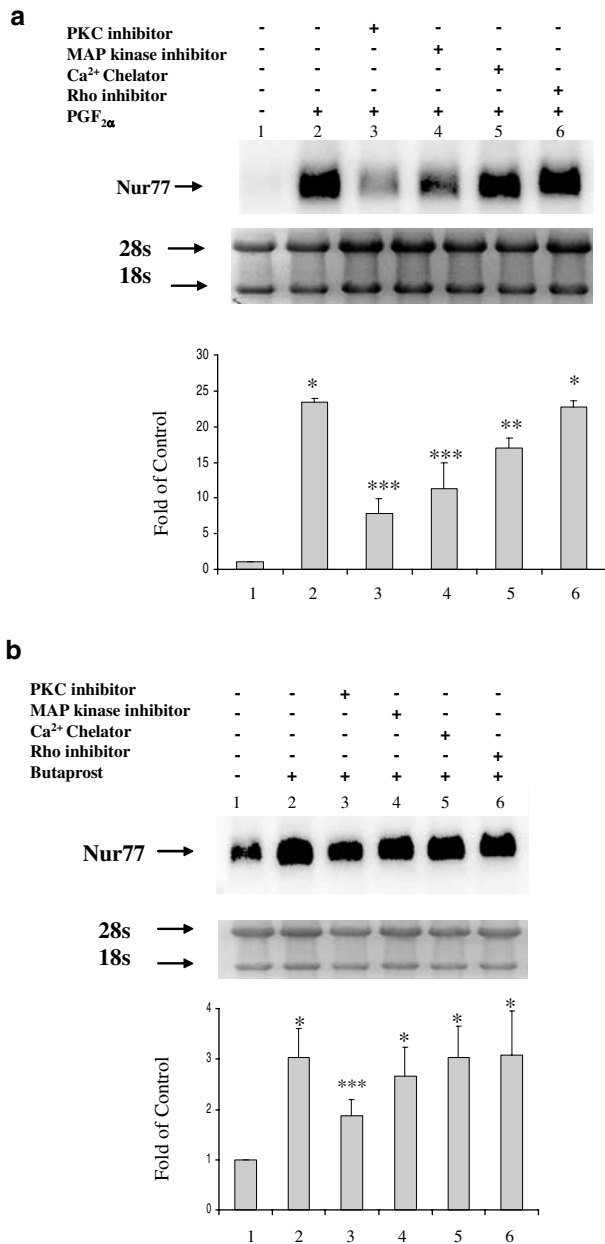 a
PKC inhibitor - - + - - -
MAP kinase inhibitor - - - + - -
Ca2+ Chelator - - - - + -
Rho inhibitor - - - - - +
PGF2α - + + + + +
1 2 3 4 5 6
Nur77
28s
18s
30
25
20
15
10
5
0
Fold of Control
* *** *** ** *
1 2 3 4 5 6
b
PKC inhibitor - - + - - -
MAP kinase inhibitor - - - + - -
Ca2+ Chelator - - - - + -
Rho inhibitor - - - - - +
Butaprost - + + + + +
1 2 3 4 5 6
Nur77
28s
18s
4
3
2
1
0
Fold of Control
* *** * * *
1 2 3 4 5 6